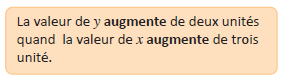 La valeur de y augmente de deux unités
quand la valeur de x augmente de trois
unité.